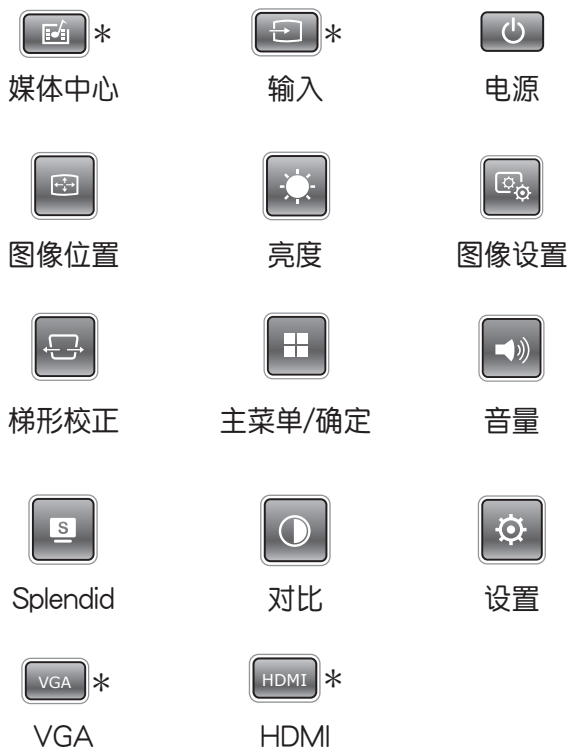 * * 
媒体中心 输入 电源
图像位置 亮度 图像设置
梯形校正 主菜单/确定 音量
S
Splendid 对比 设置
VGA * HDMI *
VGA HDMI